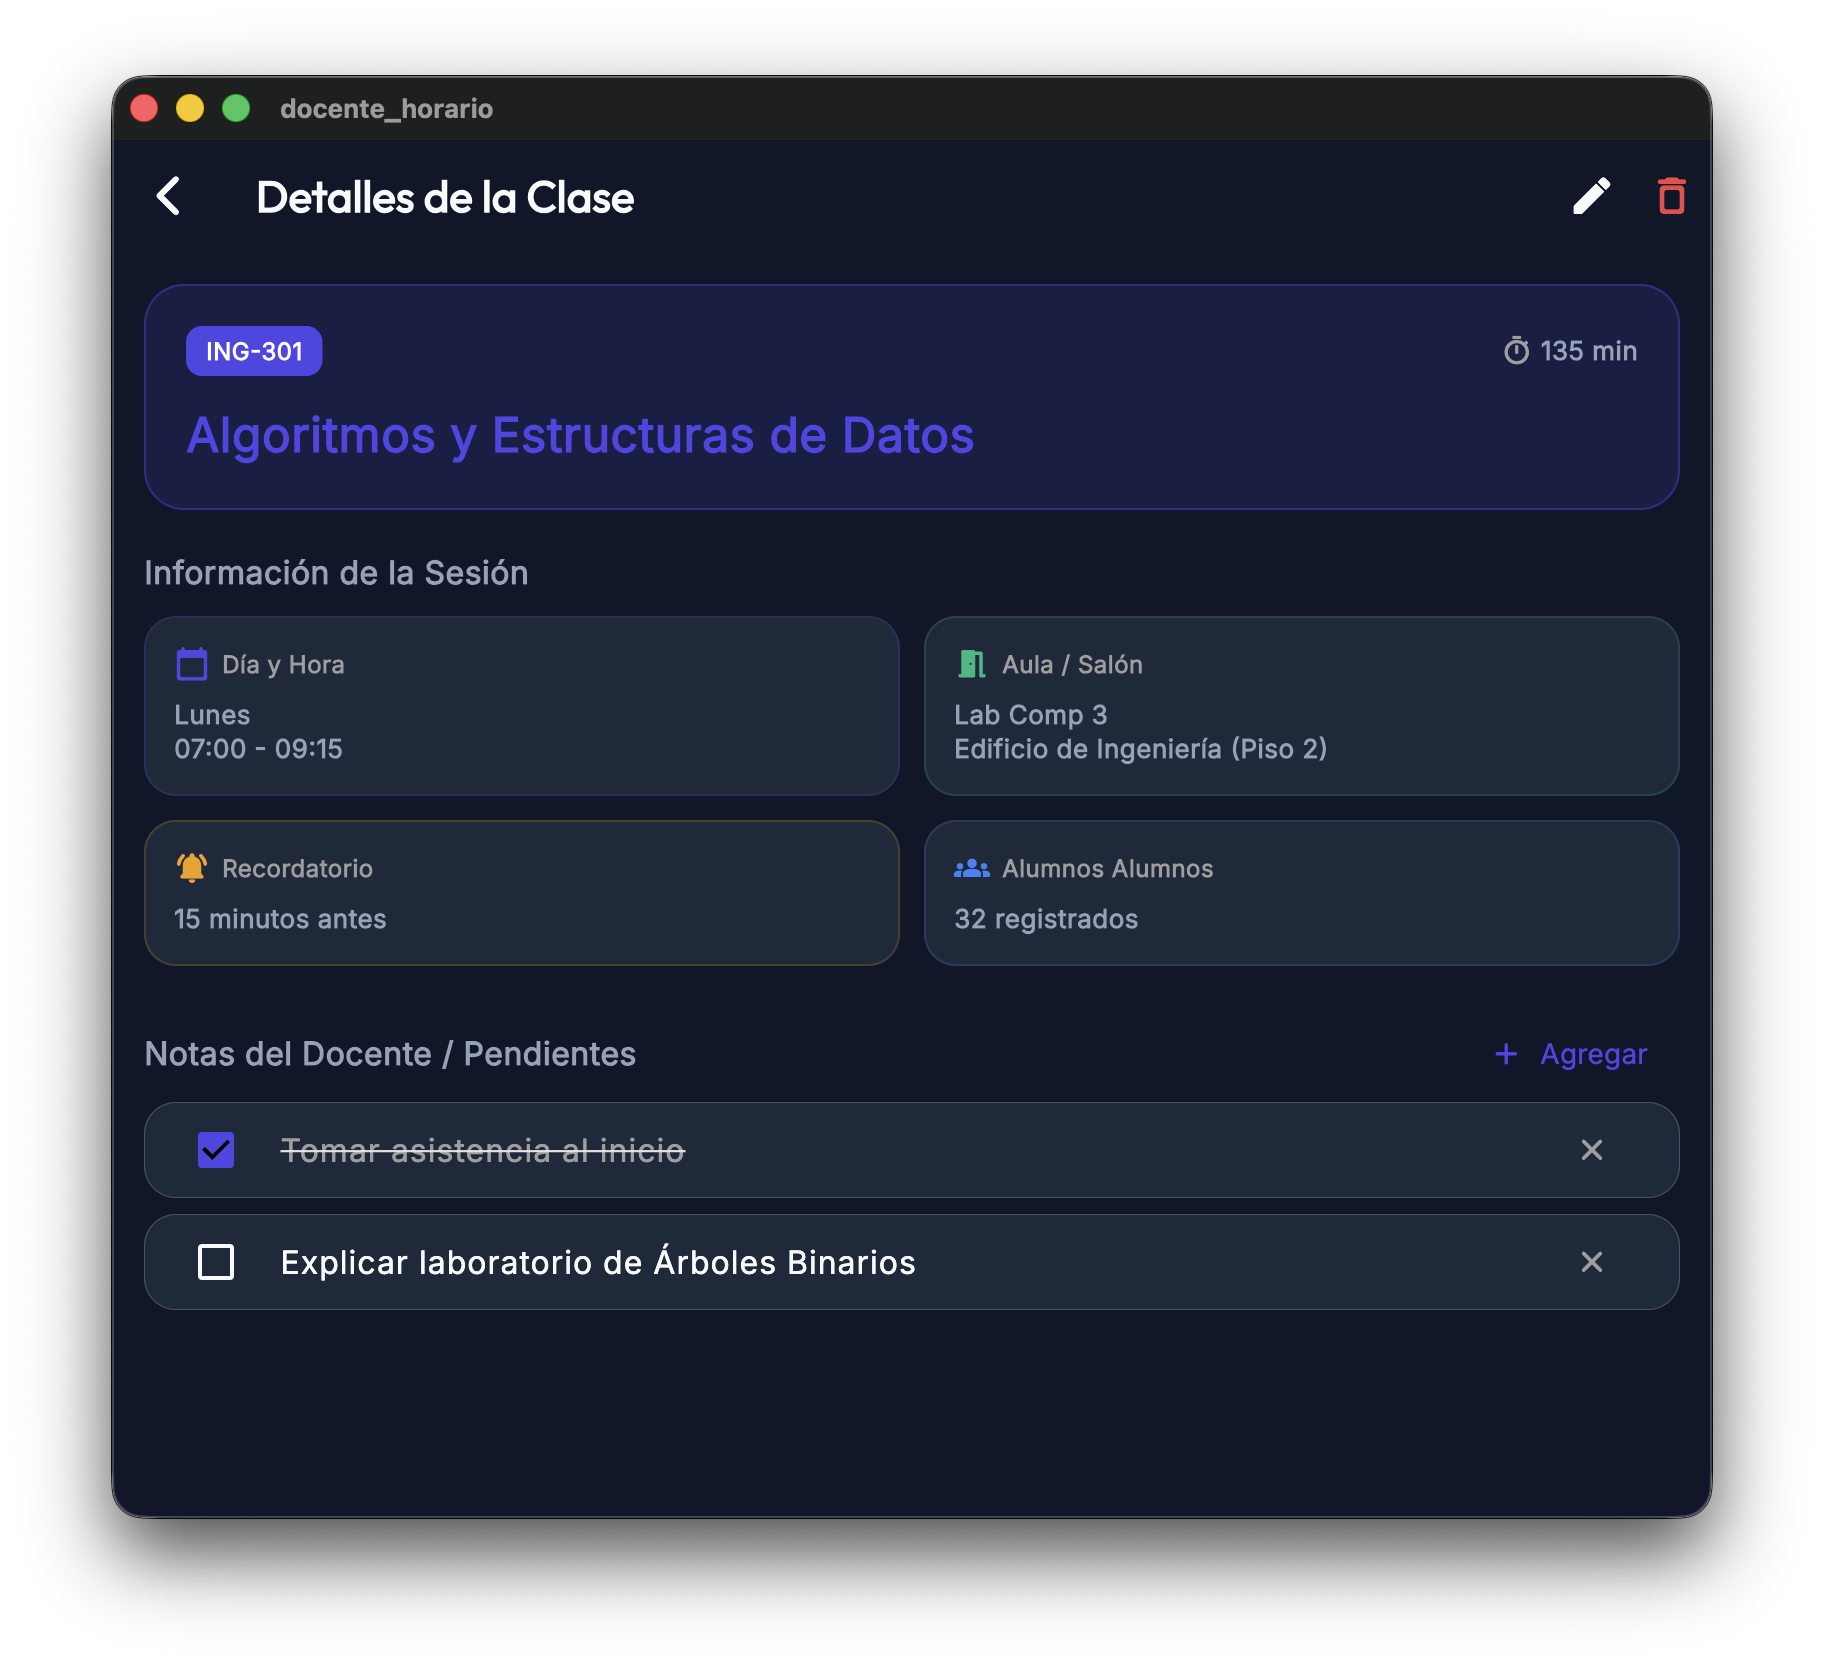 docente_horario
Detalles de la Clase
ING-301
135 min
Algoritmos y Estructuras de Datos
Información de la Sesión
Día y Hora
Lunes
07:00 - 09:15
Aula / Salón
Lab Comp 3
Edificio de Ingeniería (Piso 2)
Recordatorio
15 minutos antes
Alumnos Alumnos
32 registrados
Notas del Docente / Pendientes
+ Agregar
Tomar asistencia al inicio
Explicar laboratorio de Árboles Binarios